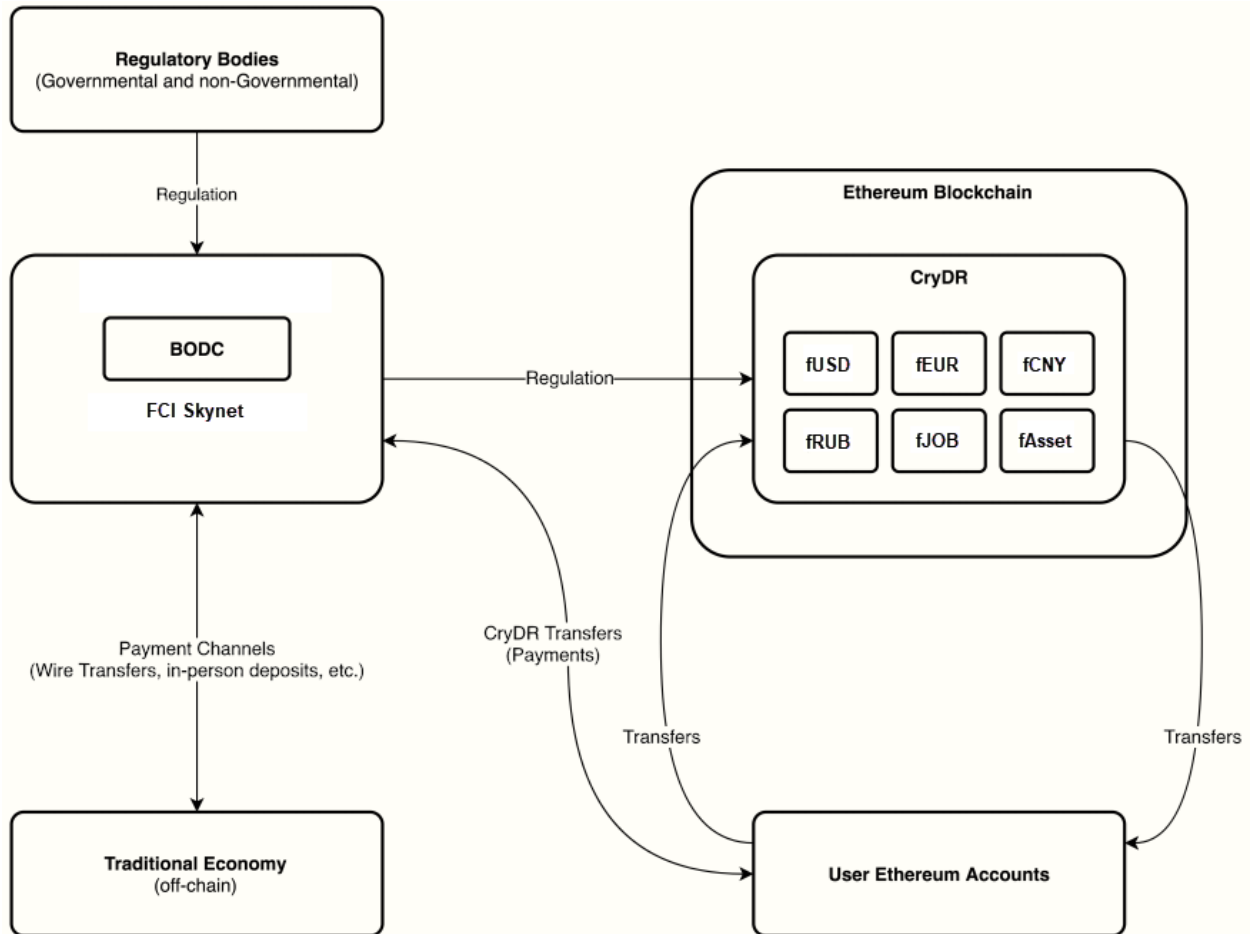 Regulatory Bodies
(Governmental and non-Governmental)
Regulation
Ethereum Blockchain
CryDR
BODC
FCI Skynet
Regulation
fUSD
fEUR
fCNY
fRUB
fJOB
fAsset
CryDR Transfers
(Payments)
Payment Channels
(Wire Transfers, in-person deposits, etc.)
Transfers
Transfers
Traditional Economy
(off-chain)
User Ethereum Accounts